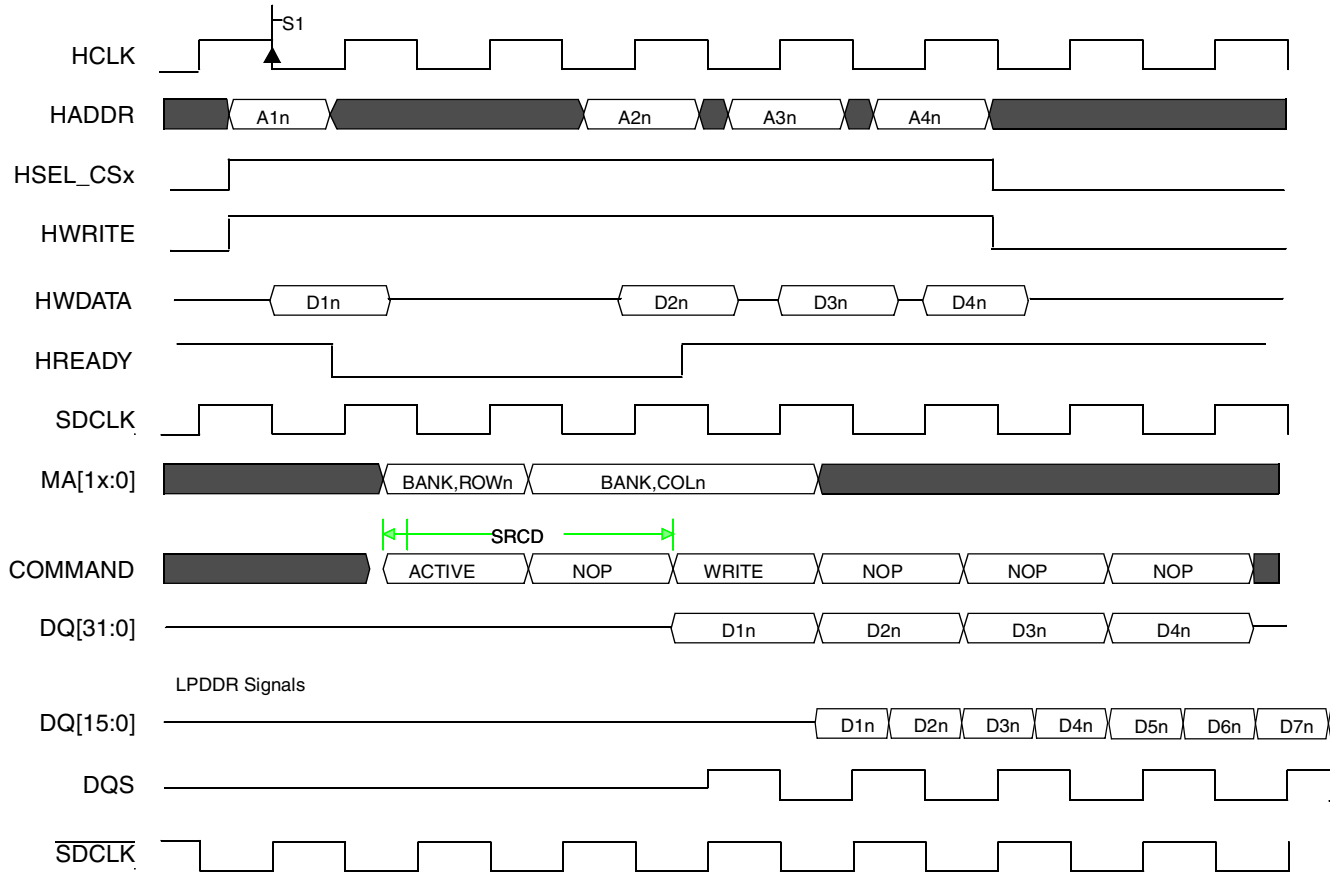 S1
HCLK
HADDR A1n A2n A3n A4n
HSEL_CSx
HWRITE
HWDATA D1n D2n D3n D4n
HREADY
SDCLK
MA[1x:0] BANK,ROWn BANK,COLn
SRCD
COMMAND ACTIVE NOP WRITE NOP NOP NOP
DQ[31:0] D1n D2n D3n D4n
LPDDR Signals
DQ[15:0] D1n D2n D3n D4n D5n D6n D7n
DQS
SDCLK